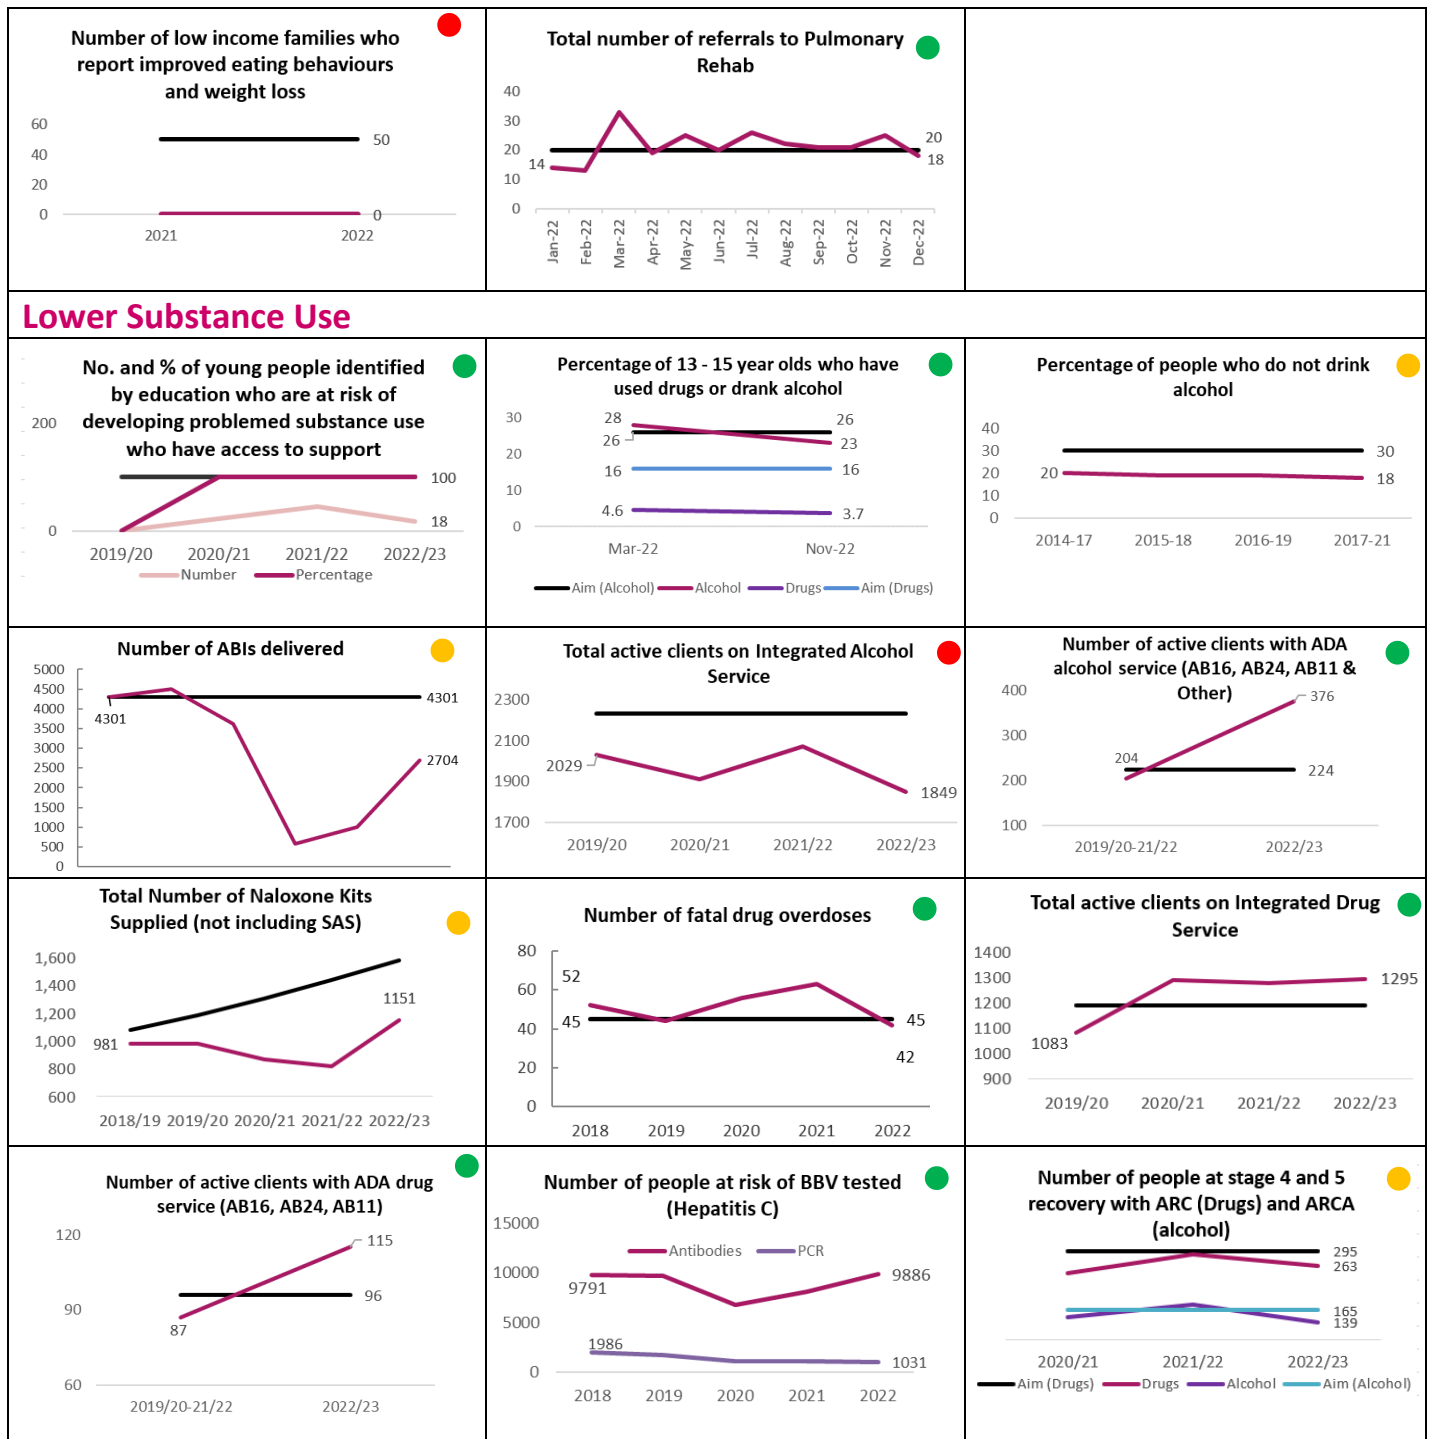 Number of low income families who
report improved eating behaviours
and weight loss
60
40
20
0
50
0
2021
2022
Total number of referrals to Pulmonary
Rehab
40
30
20
10
0
14
20
18
Jan-22
Feb-22
Mar-22
Apr-22
May-22
Jun-22
Jul-22
Aug-22
Sep-22
Oct-22
Nov-22
Dec-22
Lower Substance Use
No. and % of young people identified
by education who are at risk of
developing problemed substance use
who have access to support
200
0
100
18
2019/20 2020/21 2021/22 2022/23
Number Percentage
Percentage of 13 - 15 year olds who have
used drugs or drank alcohol
30
20
10
0
28
26
26
23
16
16
4.6
3.7
Mar-22
Nov-22
Aim (Alcohol) Alcohol Drugs Aim (Drugs)
Percentage of people who do not drink
alcohol
40
30
20
10
0
20
30
18
2014-17 2015-18 2016-19 2017-21
Number of ABIs delivered
5000
4500
4000
3500
3000
2500
2000
1500
1000
500
0
4301
4301
2704
Total active clients on Integrated Alcohol
Service
2300
2100
1900
1700
2029
1849
2019/20 2020/21 2021/22 2022/23
Number of active clients with ADA
alcohol service (AB16, AB24, AB11 &
Other)
400
300
200
100
204
376
224
2019/20-21/22
2022/23
Total Number of Naloxone Kits
Supplied (not including SAS)
1,600
1,400
1,200
1,000
800
600
981
1151
2018/19 2019/20 2020/21 2021/22 2022/23
Number of fatal drug overdoses
80
60
40
20
0
52
45
45
42
2018 2019 2020 2021 2022
Total active clients on Integrated Drug
Service
1400
1300
1200
1100
1000
900
1083
1295
2019/20 2020/21 2021/22 2022/23
Number of active clients with ADA drug
service (AB16, AB24, AB11)
120
90
60
87
115
96
2019/20-21/22
2022/23
Number of people at risk of BBV tested
(Hepatitis C)
15000
10000
5000
0
Antibodies PCR
9791
9886
1986
1031
2018 2019 2020 2021 2022
Number of people at stage 4 and 5
recovery with ARC (Drugs) and ARCA
(alcohol)
295
263
165
139
2020/21 2021/22 2022/23
Aim (Drugs) Drugs Alcohol Aim (Alcohol)